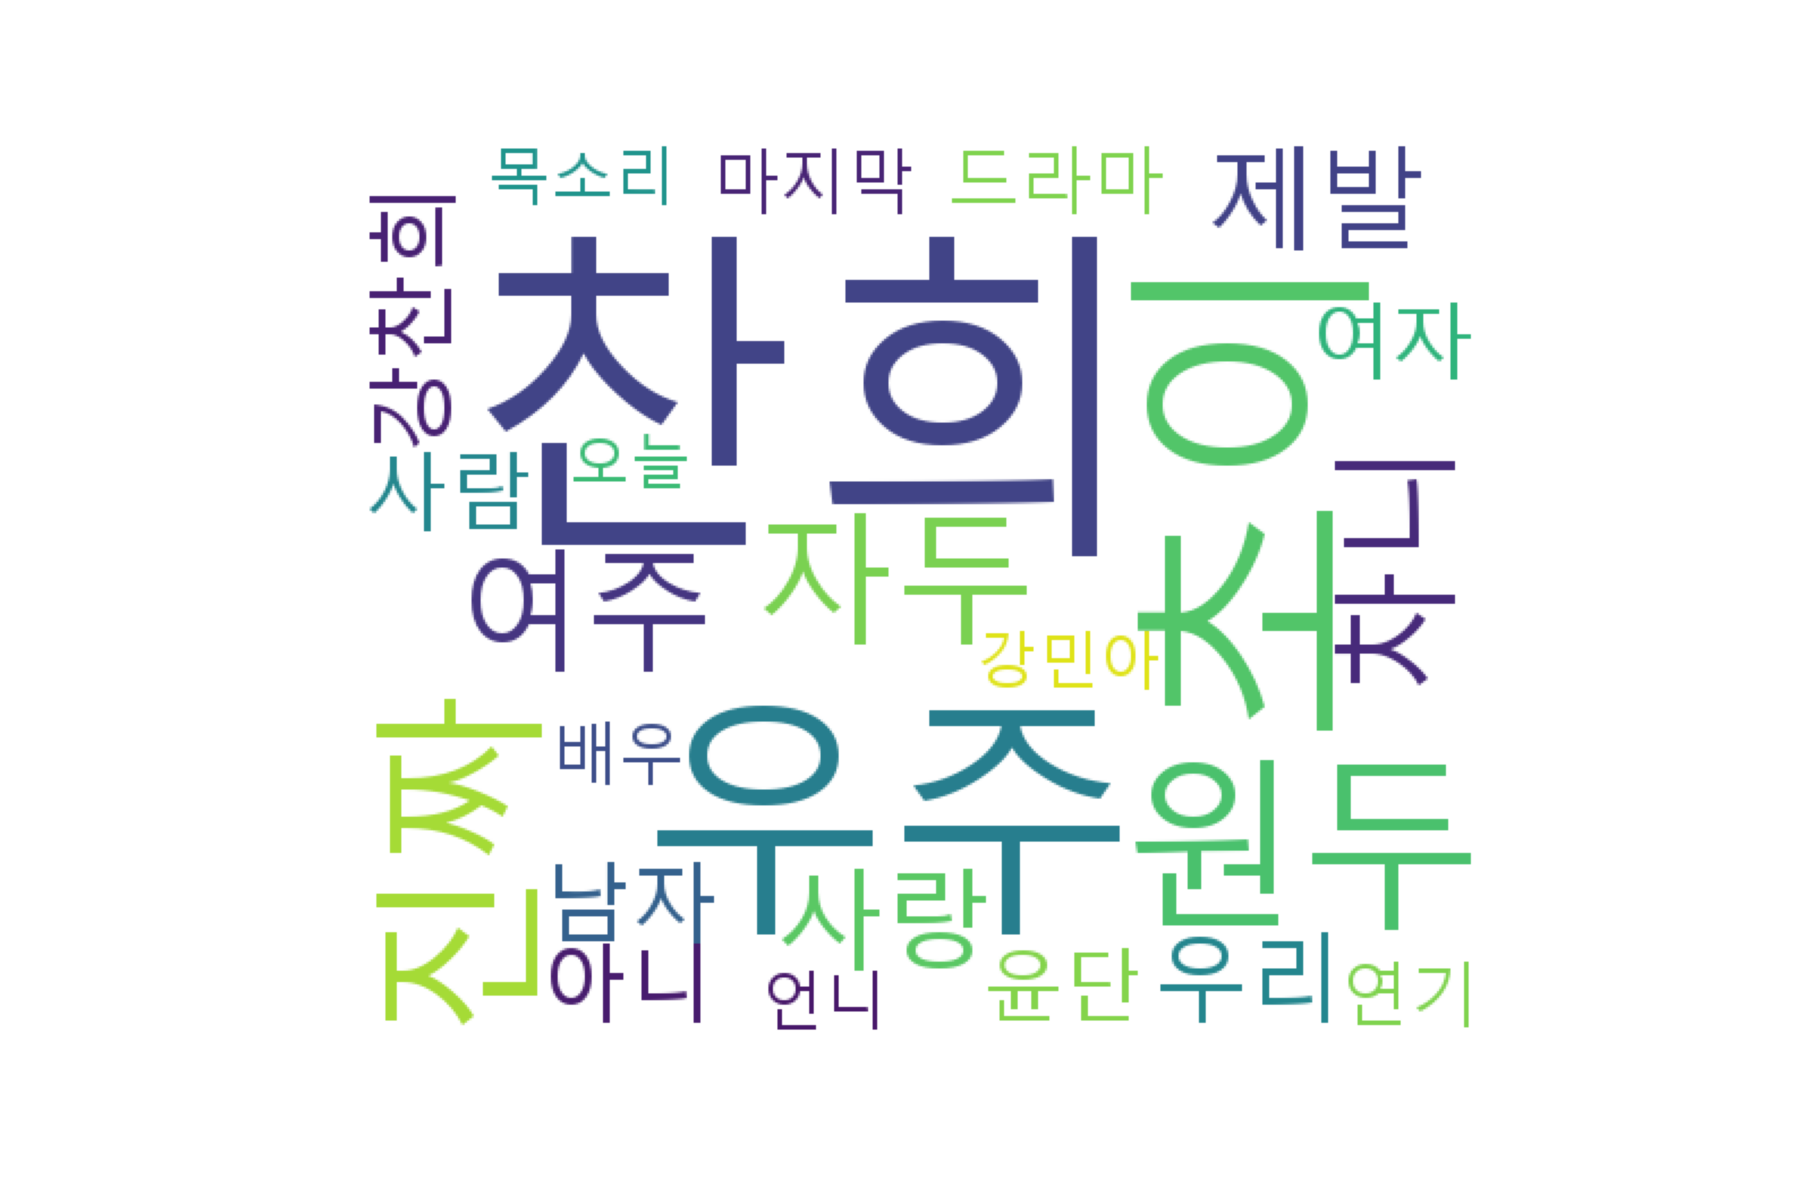 목소리
마지막
드라마
제발
강찬희
찬희
조이
여자
사람
오늘
차니
여주
자두
강민아
진짜
배우
우주
원두
남자
사랑
아니
언니
윤단
우리
연기